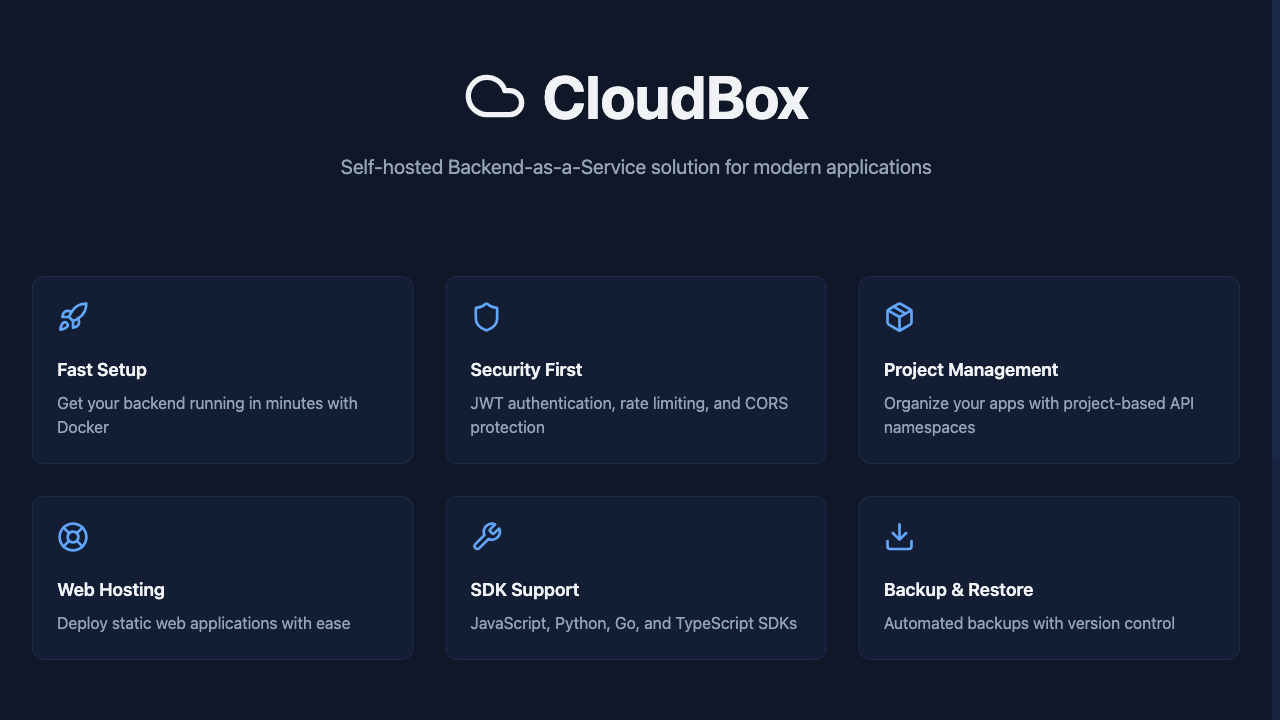 CloudBox
Self-hosted Backend-as-a-Service solution for modern applications
Fast Setup
Get your backend running in minutes with
Docker
Security First
JWT authentication, rate limiting, and CORS
protection
Project Management
Organize your apps with project-based API
namespaces
Web Hosting
Deploy static web applications with ease
SDK Support
JavaScript, Python, Go, and TypeScript SDKs
Backup & Restore
Automated backups with version control